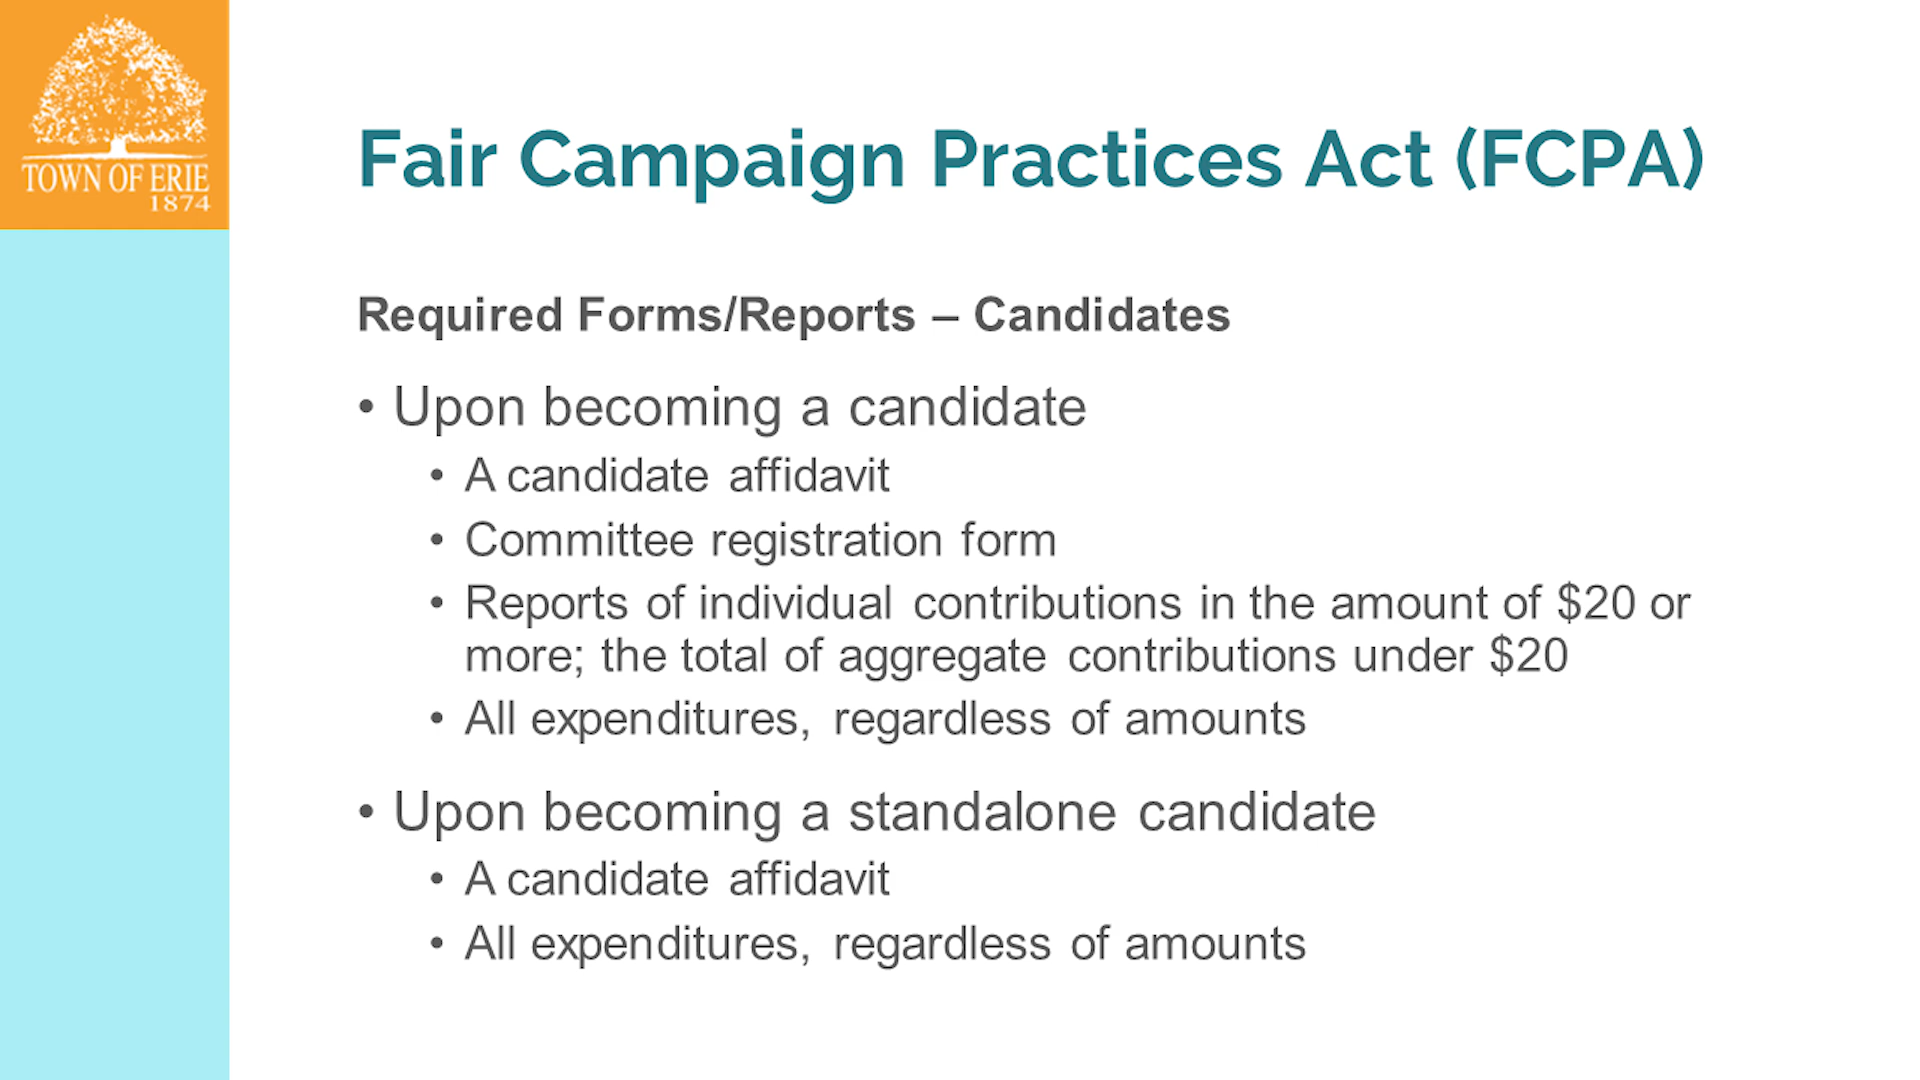 TOWN OF ERIE
1874
Fair Campaign Practices Act (FCPA)
Required Forms/Reports – Candidates
• Upon becoming a candidate
• A candidate affidavit
• Committee registration form
• Reports of individual contributions in the amount of $20 or
more; the total of aggregate contributions under $20
• All expenditures, regardless of amounts
• Upon becoming a standalone candidate
• A candidate affidavit
• All expenditures, regardless of amounts